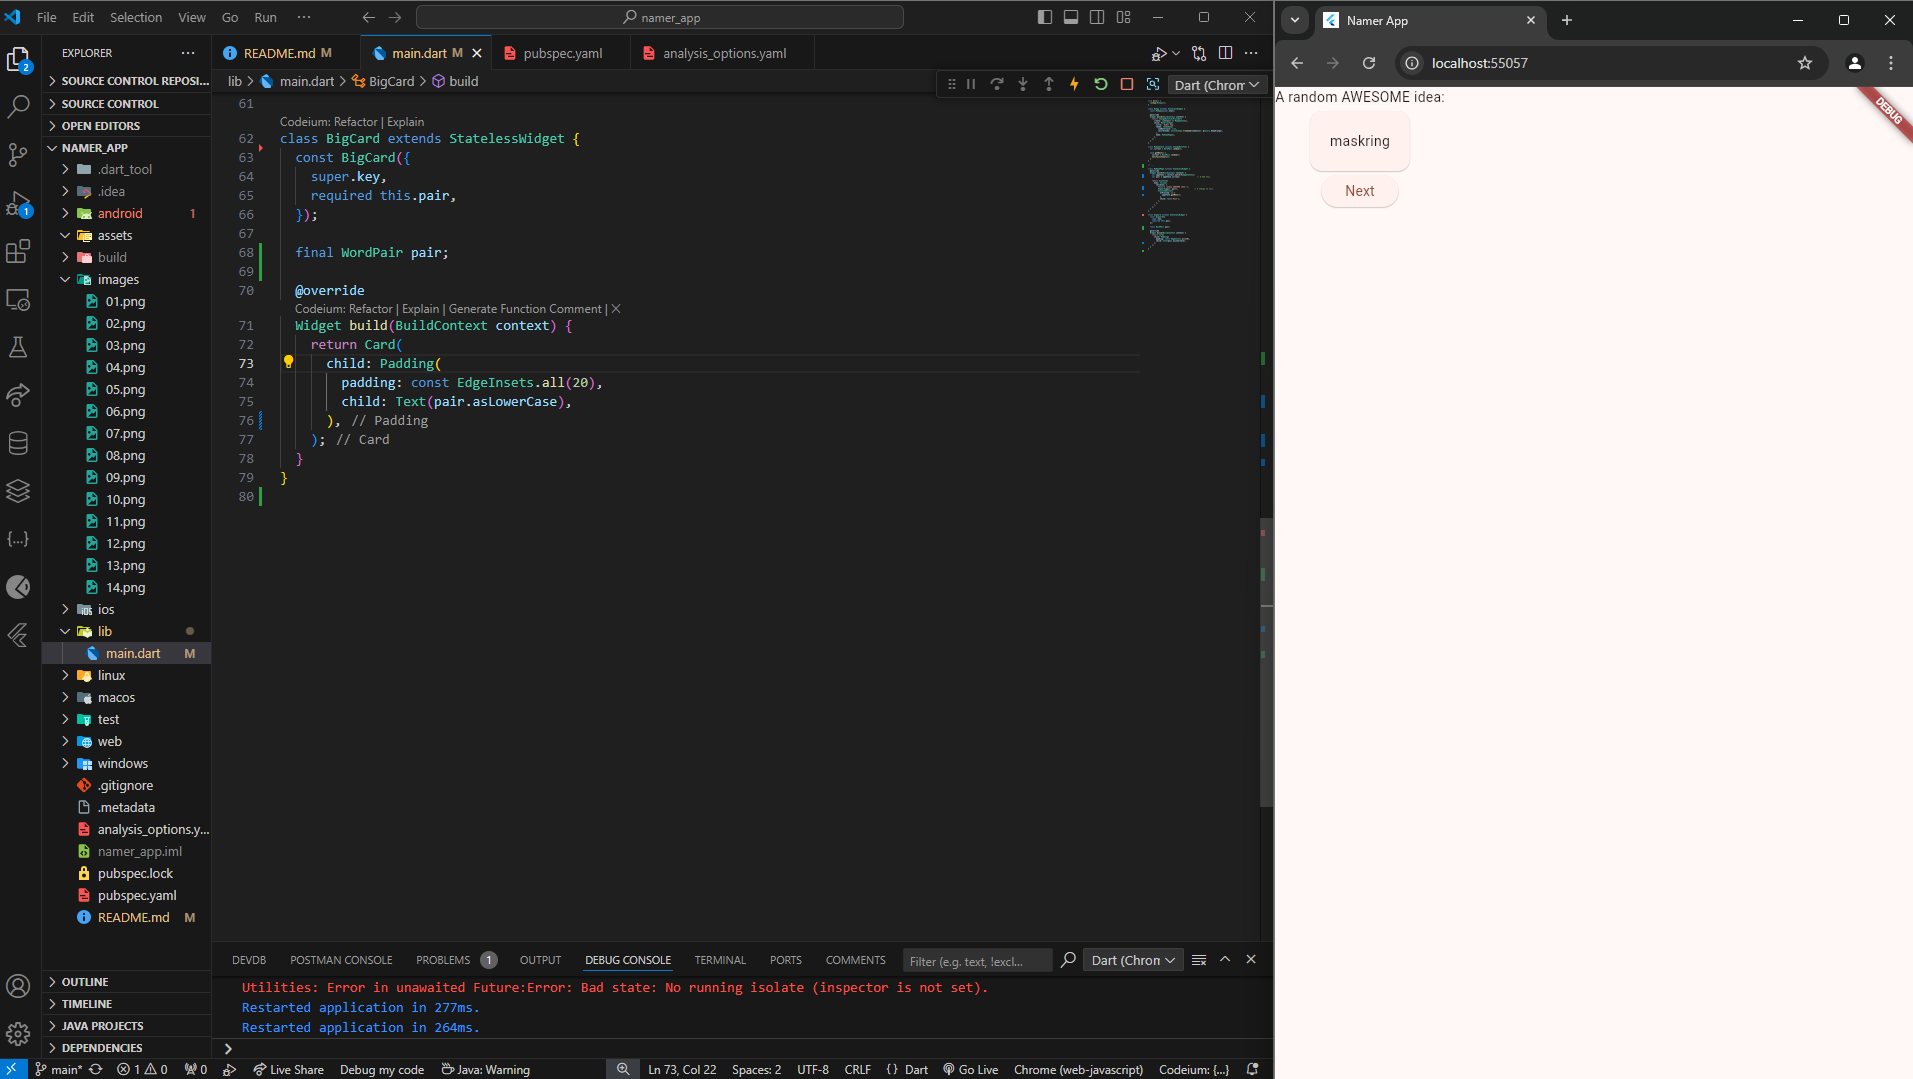 File Edit Selection View Go Run ··· namer_app
EXPLORER
SOURCE CONTROL REPOSI...
SOURCE CONTROL
OPEN EDITORS
NAMER_APP
.dart_tool
.idea
android 1
assets
build
images
01.png
02.png
03.png
04.png
05.png
06.png
07.png
08.png
09.png
10.png
11.png
12.png
13.png
14.png
ios
lib
main.dart M
linux
macos
test
web
windows
.gitignore
.metadata
analysis_options.y...
namer_app.iml
pubspec.lock
pubspec.yaml
README.md M
OUTLINE
TIMELINE
JAVA PROJECTS
DEPENDENCIES
2
1
README.md M main.dart M pubspec.yaml analysis_options.yaml
lib > main.dart > BigCard > build
Dart (Chrom
61
Codeium: Refactor | Explain
62 class BigCard extends StatelessWidget {
63 const BigCard({
64 super.key,
65 required this.pair,
66 });
67
68 final WordPair pair;
69
70 @override
Codeium: Refactor | Explain | Generate Function Comment | X
71 Widget build(BuildContext context) {
72 return Card(
73 child: Padding(
74 padding: const EdgeInsets.all(20),
75 child: Text(pair.asLowerCase),
76 ), // Padding
77 ); // Card
78 }
79 }
80
DEVDB POSTMAN CONSOLE PROBLEMS 1 OUTPUT DEBUG CONSOLE TERMINAL PORTS COMMENTS Filter (e.g. text, !excl... Dart (Chrom
Utilities: Error in unawaited Future:Error: Bad state: No running isolate (inspector is not set).
Restarted application in 277ms.
Restarted application in 264ms.
>
main* 1 0 0 Live Share Debug my code Java: Warning Ln 73, Col 22 Spaces: 2 UTF-8 CRLF { } Dart Go Live Chrome (web-javascript) Codeium: {...}
Namer App
localhost:55057
A random AWESOME idea:
maskring
Next
DEBUG